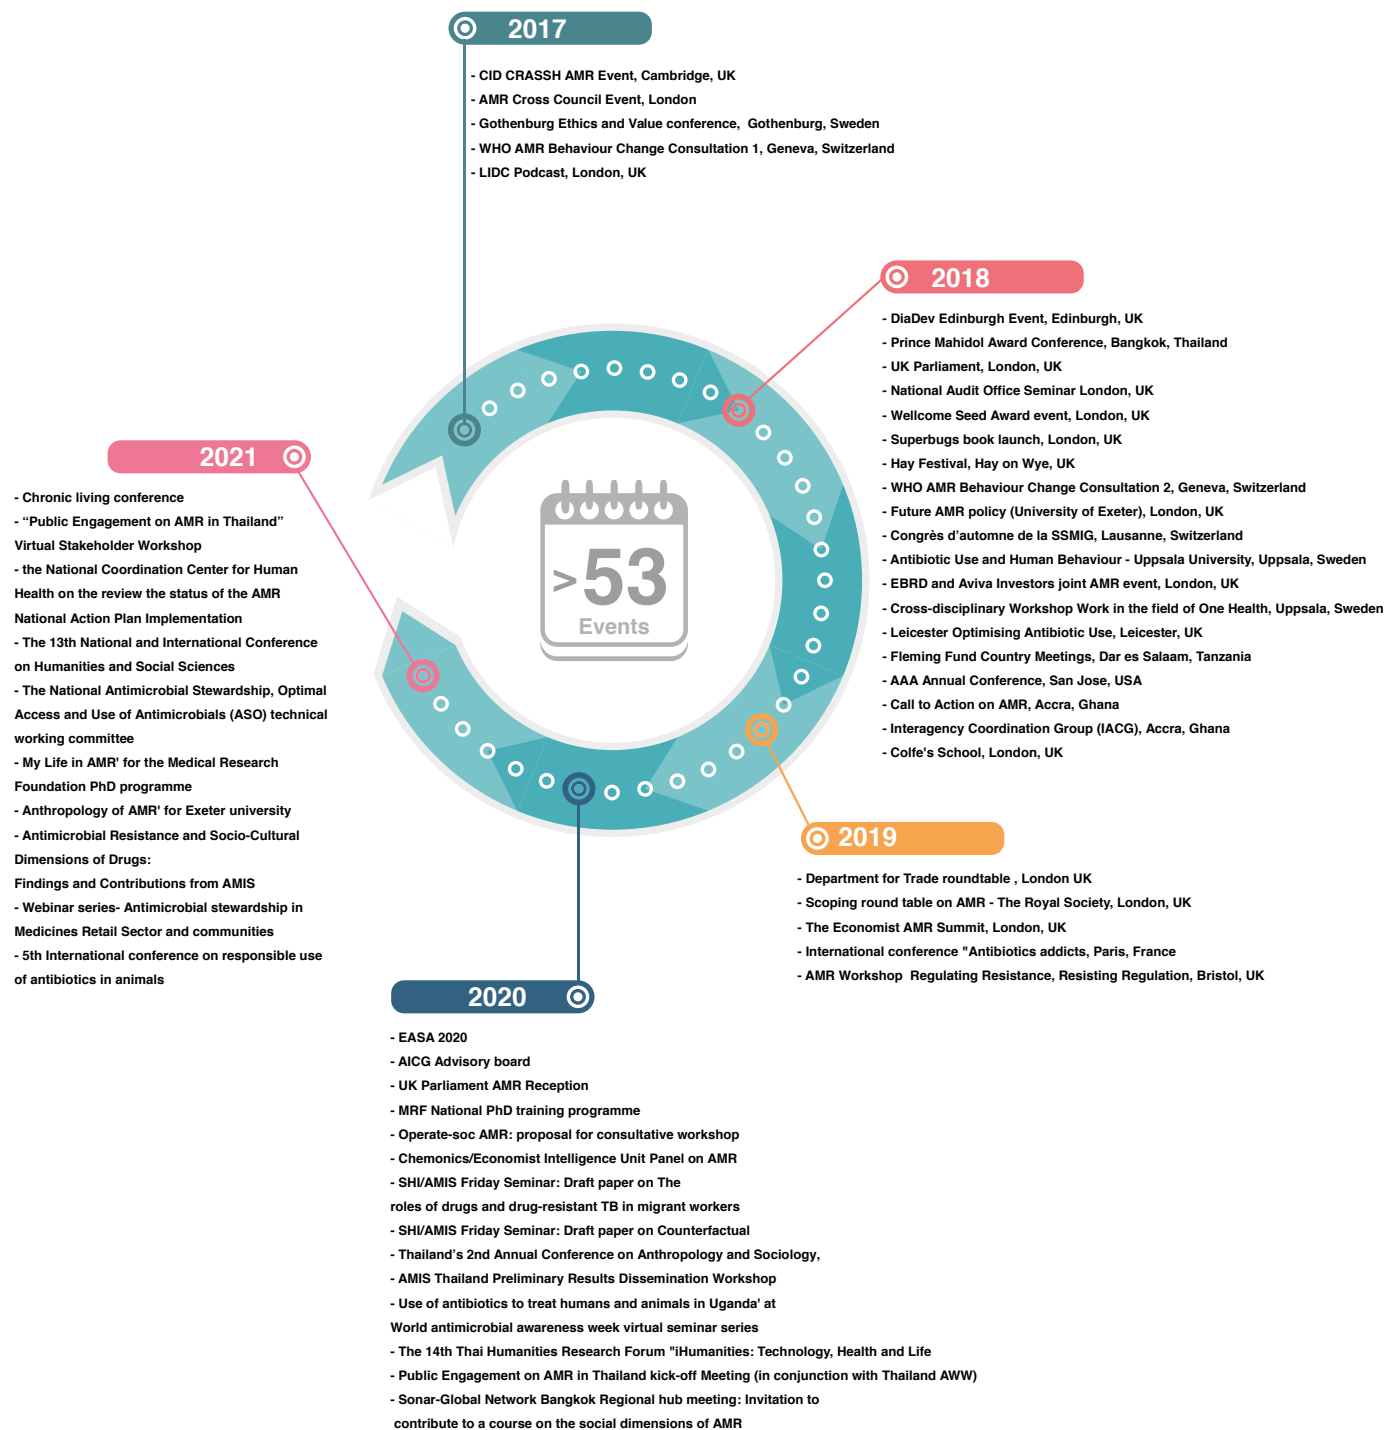 2017
- CID CRASSH AMR Event, Cambridge, UK
- AMR Cross Council Event, London
- Gothenburg Ethics and Value conference,  Gothenburg, Sweden
- WHO AMR Behaviour Change Consultation 1, Geneva, Switzerland
- LIDC Podcast, London, UK
2018
- DiaDev Edinburgh Event, Edinburgh, UK
- Prince Mahidol Award Conference, Bangkok, Thailand
- UK Parliament, London, UK
- National Audit Office Seminar London, UK
- Wellcome Seed Award event, London, UK
- Superbugs book launch, London, UK
- Hay Festival, Hay on Wye, UK
- WHO AMR Behaviour Change Consultation 2, Geneva, Switzerland
- Future AMR policy (University of Exeter), London, UK
- Congrès d’automne de la SSMIG, Lausanne, Switzerland
- Antibiotic Use and Human Behaviour - Uppsala University, Uppsala, Sweden
- EBRD and Aviva Investors joint AMR event, London, UK
- Cross-disciplinary Workshop Work in the field of One Health, Uppsala, Sweden
- Leicester Optimising Antibiotic Use, Leicester, UK
- Fleming Fund Country Meetings, Dar es Salaam, Tanzania
- AAA Annual Conference, San Jose, USA
- Call to Action on AMR, Accra, Ghana
- Interagency Coordination Group (IACG), Accra, Ghana
- Colfe's School, London, UK
>53
Events
2019
- Department for Trade roundtable , London UK
- Scoping round table on AMR - The Royal Society, London, UK
- The Economist AMR Summit, London, UK
- International conference "Antibiotics addicts, Paris, France
- AMR Workshop  Regulating Resistance, Resisting Regulation, Bristol, UK
2020
- EASA 2020
- AICG Advisory board
- UK Parliament AMR Reception
- MRF National PhD training programme
- Operate-soc AMR: proposal for consultative workshop
- Chemonics/Economist Intelligence Unit Panel on AMR
- SHI/AMIS Friday Seminar: Draft paper on The
roles of drugs and drug-resistant TB in migrant workers
- SHI/AMIS Friday Seminar: Draft paper on Counterfactual
- Thailand’s 2nd Annual Conference on Anthropology and Sociology,
- AMIS Thailand Preliminary Results Dissemination Workshop
- Use of antibiotics to treat humans and animals in Uganda' at
World antimicrobial awareness week virtual seminar series
- The 14th Thai Humanities Research Forum "iHumanities: Technology, Health and Life
- Public Engagement on AMR in Thailand kick-off Meeting (in conjunction with Thailand AWW)
- Sonar-Global Network Bangkok Regional hub meeting: Invitation to
contribute to a course on the social dimensions of AMR
2021
- Chronic living conference
- “Public Engagement on AMR in Thailand”
Virtual Stakeholder Workshop
- the National Coordination Center for Human
Health on the review the status of the AMR
National Action Plan Implementation
- The 13th National and International Conference
on Humanities and Social Sciences
- The National Antimicrobial Stewardship, Optimal
Access and Use of Antimicrobials (ASO) technical
working committee
- My Life in AMR' for the Medical Research
Foundation PhD programme
- Anthropology of AMR' for Exeter university
- Antimicrobial Resistance and Socio-Cultural
Dimensions of Drugs:
Findings and Contributions from AMIS
- Webinar series- Antimicrobial stewardship in
Medicines Retail Sector and communities
- 5th International conference on responsible use
of antibiotics in animals